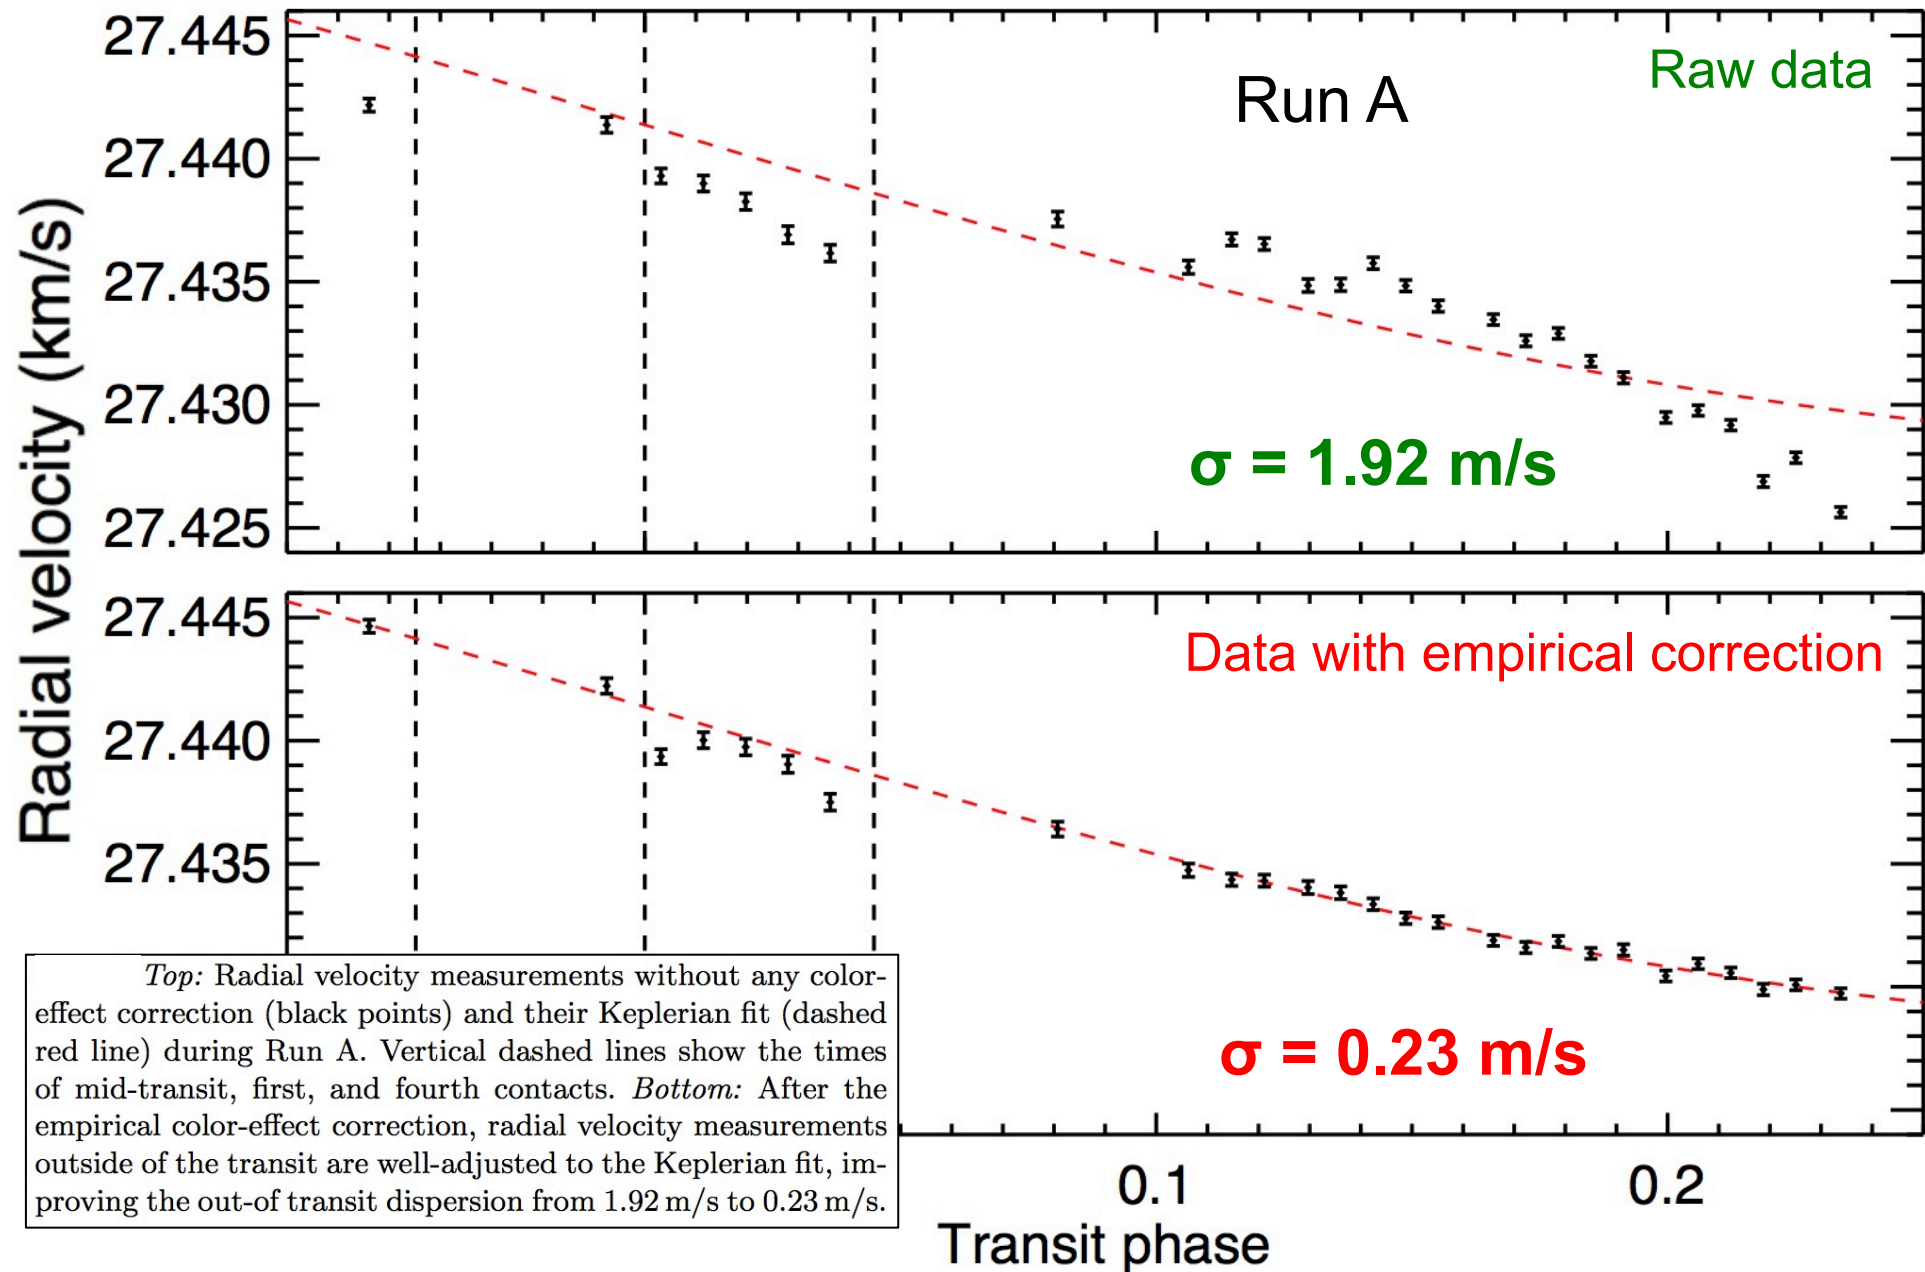 27.445
27.440
27.435
27.430
27.425
Raw data
Run A
σ = 1.92 m/s
Radial velocity (km/s)
27.445
27.440
27.435
Data with empirical correction
σ = 0.23 m/s
Top: Radial velocity measurements without any color-
effect correction (black points) and their Keplerian fit (dashed
red line) during Run A. Vertical dashed lines show the times
of mid-transit, first, and fourth contacts. Bottom: After the
empirical color-effect correction, radial velocity measurements
outside of the transit are well-adjusted to the Keplerian fit, im-
proving the out-of transit dispersion from 1.92 m/s to 0.23 m/s.
0.1 0.2
Transit phase